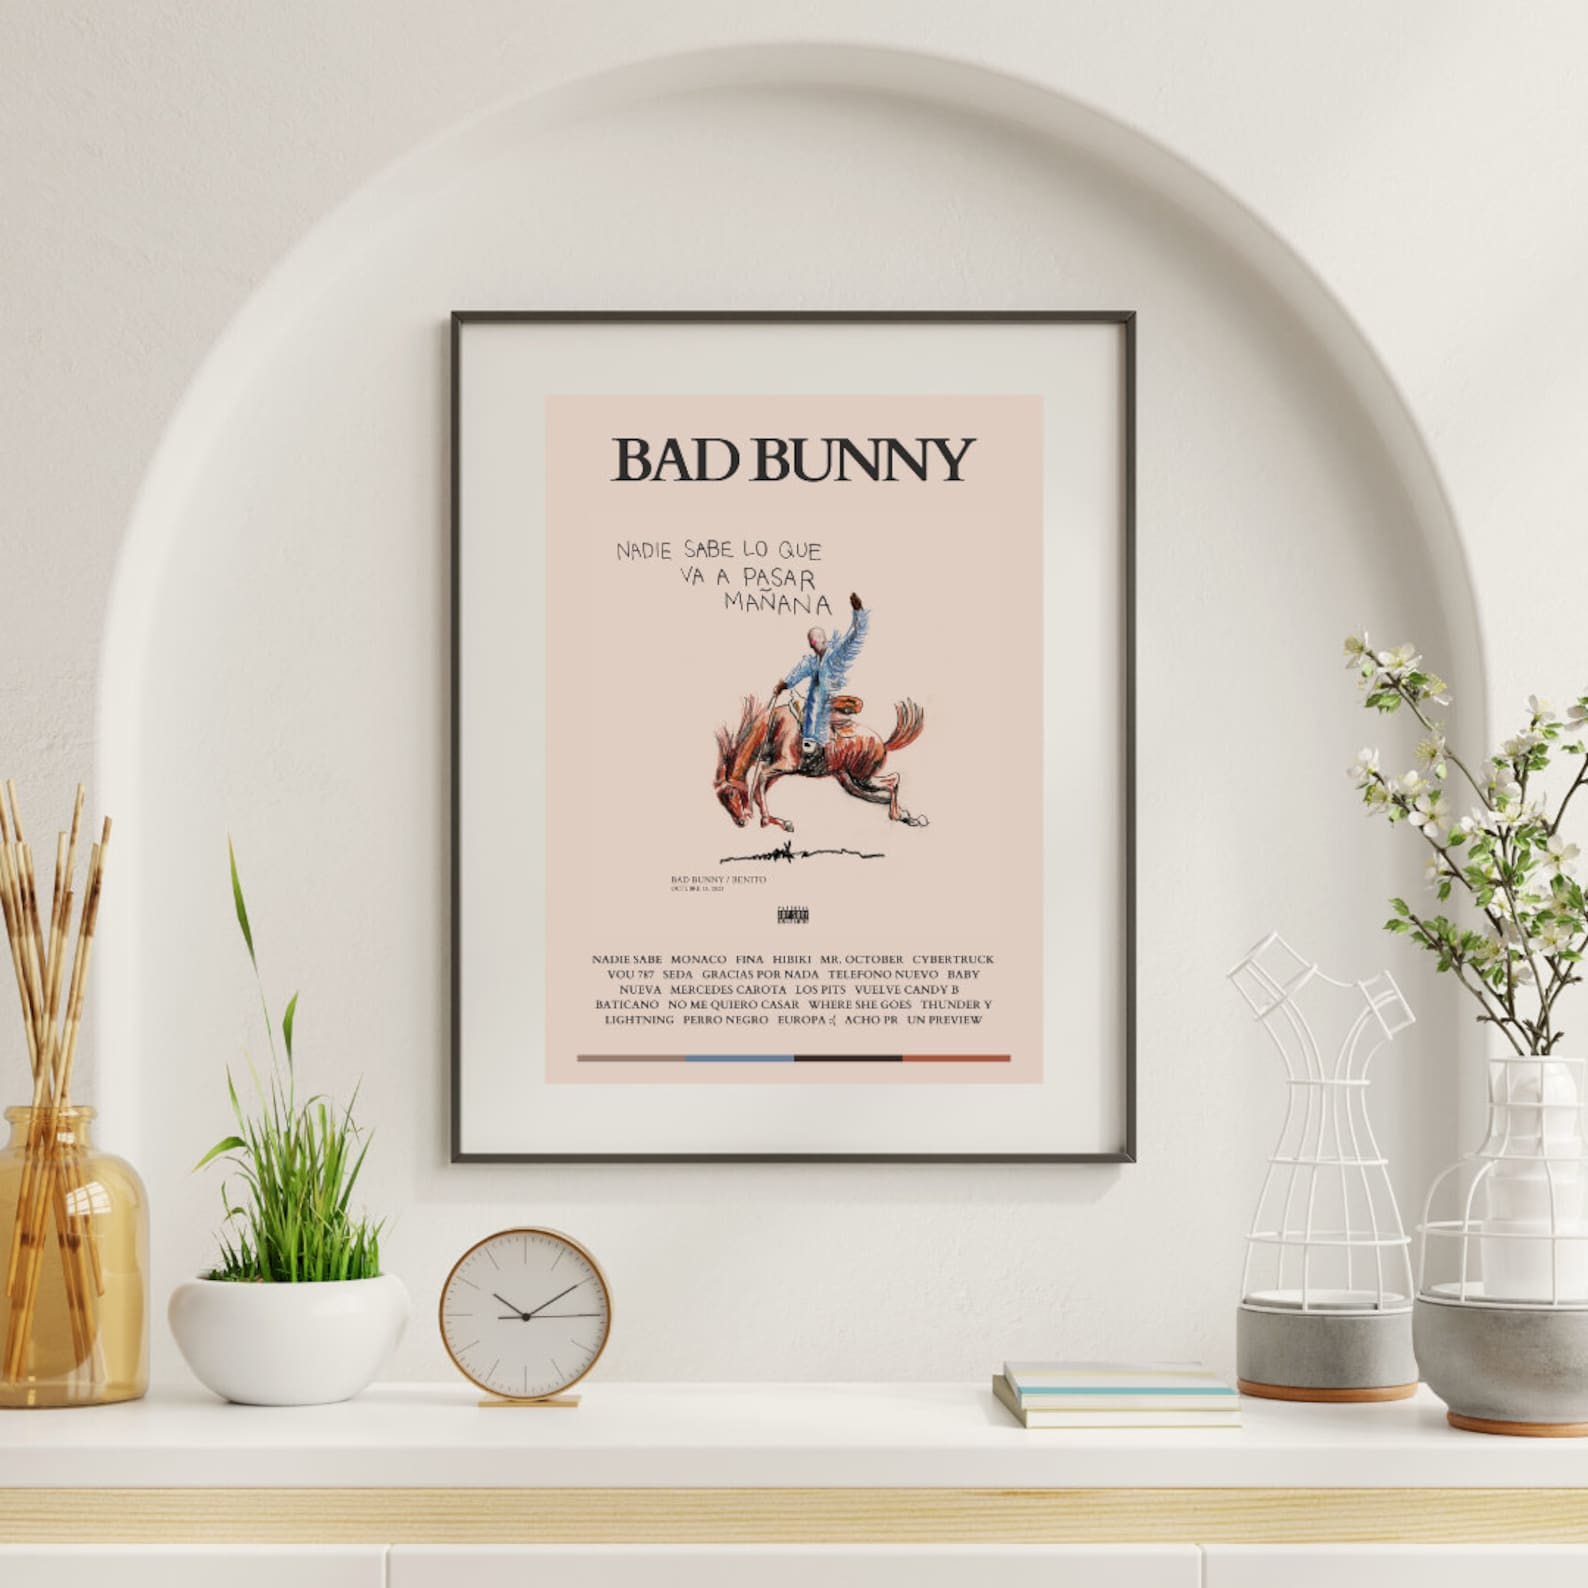 BAD BUNNY
NADIE SABE LO QUE
VA A PASAR
MAÑANA
BAD BUNNY / BENITO
NADIE SABE MONACO FINA HIBIKI MR. OCTOBER CYBERTRUCK
VOU 787 SEDA GRACIAS POR NADA TELEFONO NUEVO BABY
NUEVA MERCEDES CAROTA LOS PITS VUELVE CANDY B
BATICANO NO ME QUIERO CASAR WHERE SHE GOES THUNDER Y
LIGHTNING PERRO NEGRO EUROPA :( ACHO PR UN PREVIEW